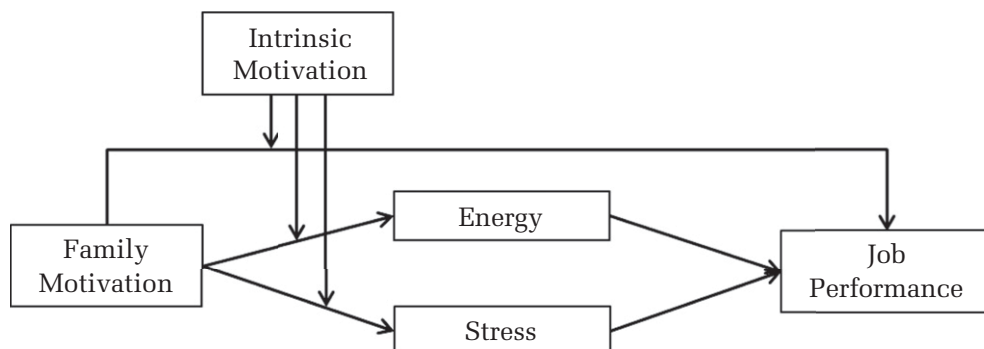 Intrinsic
Motivation
Energy
Family
Motivation
Job
Performance
Stress